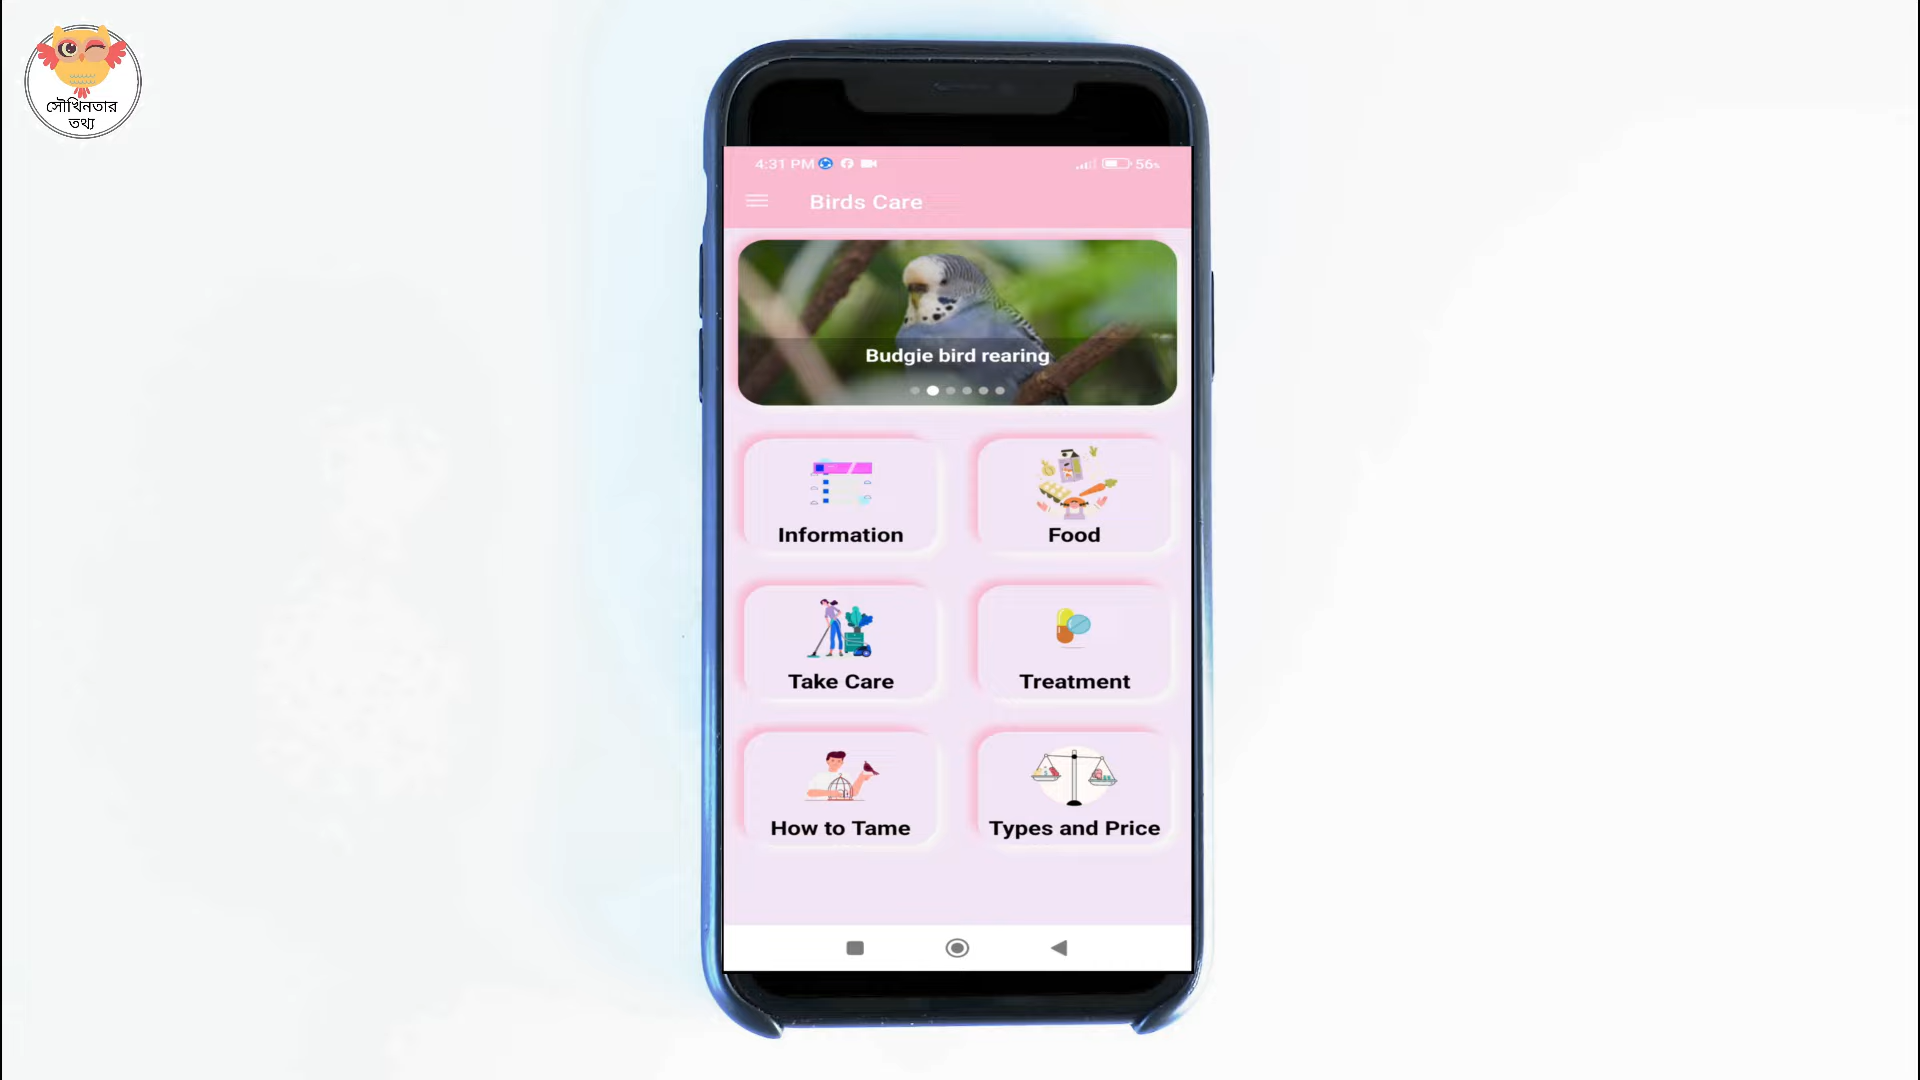 সৌখিনতার
তথ্য
4:31 PM
56%
Birds Care
Budgie bird rearing
Information
Food
Take Care
Treatment
How to Tame
Types and Price